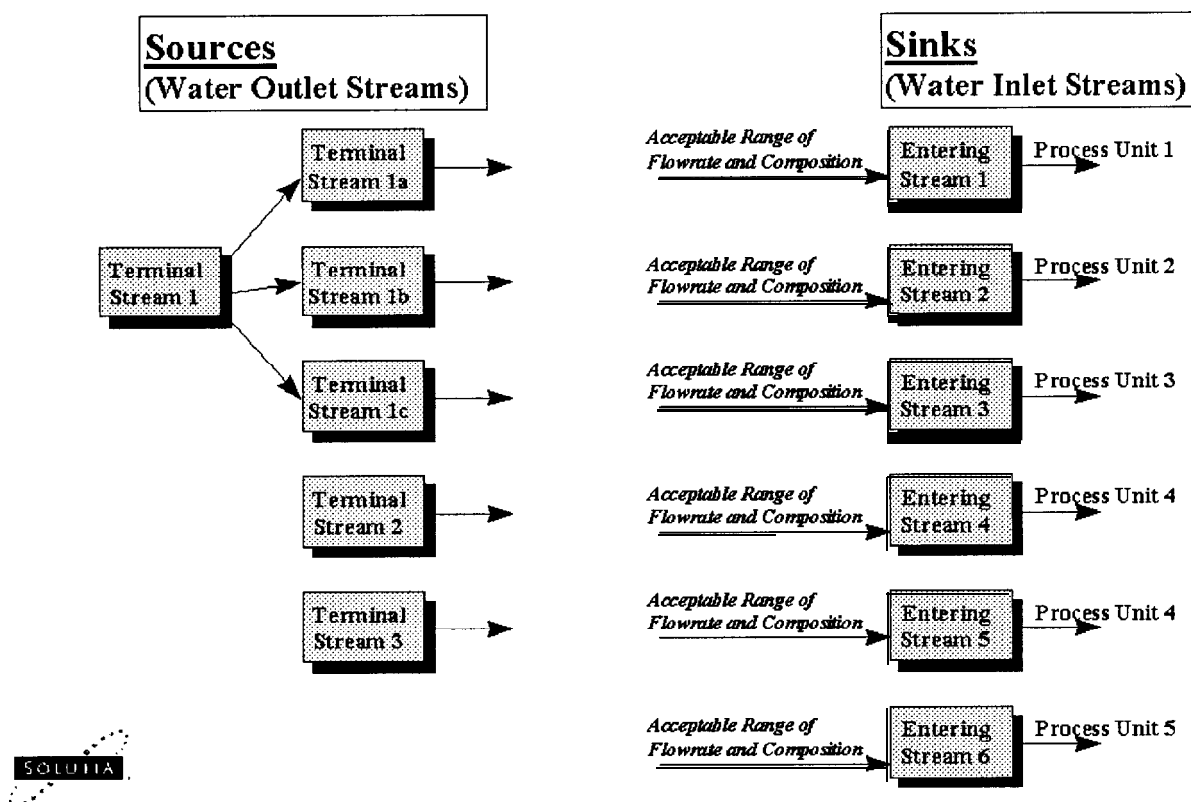 Sources
(Water Outlet Streams)
Sinks
(Water Inlet Streams)
Terminal
Stream 1
Terminal
Stream 1a
Terminal
Stream 1b
Terminal
Stream 1c
Terminal
Stream 2
Terminal
Stream 3
Acceptable Range of
Flowrate and Composition
Entering
Stream 1
Process Unit 1
Acceptable Range of
Flowrate and Composition
Entering
Stream 2
Process Unit 2
Acceptable Range of
Flowrate and Composition
Entering
Stream 3
Process Unit 3
Acceptable Range of
Flowrate and Composition
Entering
Stream 4
Process Unit 4
Acceptable Range of
Flowrate and Composition
Entering
Stream 5
Process Unit 4
Acceptable Range of
Flowrate and Composition
Entering
Stream 6
Process Unit 5
SOLUTIA